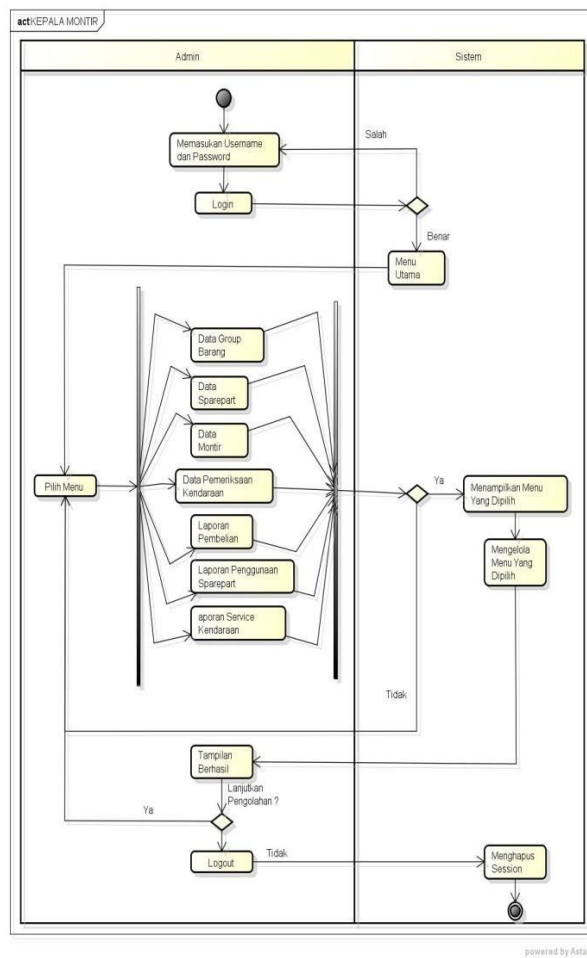 act KEPALA MONTIR
Admin
Sistem
Memasukan Username
dan Password
Salah
Login
Benar
Menu
Utama
Data Group
Barang
Data
Sparepart
Data
Montir
Pilih Menu
Data Pemeriksaan
Kendaraan
Ya
Menampilkan Menu
Yang Dipilih
Laporan
Pembelian
Mengelola
Menu Yang
Dipilih
Laporan Penggunaan
Sparepart
aporan Service
Kendaraan
Tidak
Tampilan
Berhasil
Lanjutkan
Pengolahan ?
Ya
Logout
Tidak
Menghapus
Session
powered by Asta